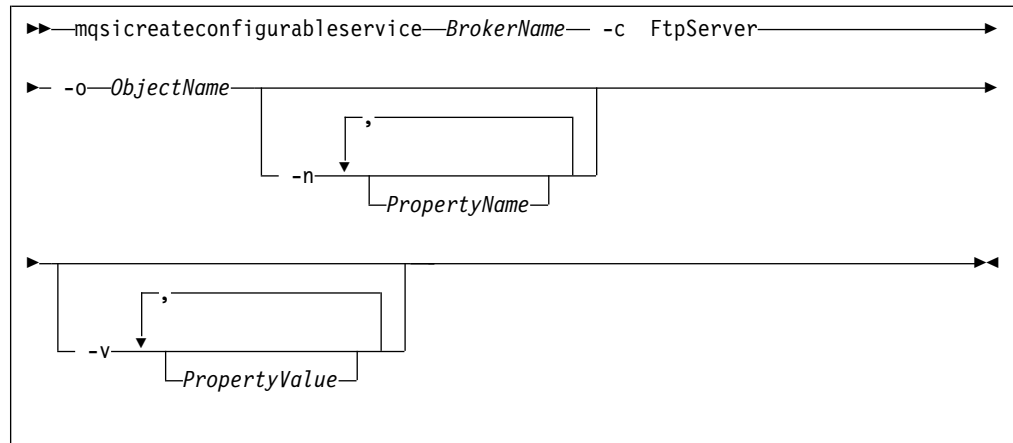 mqsicreateconfigurableservice BrokerName -c FtpServer
-o ObjectName
,
-n
PropertyName
,
-v
PropertyValue